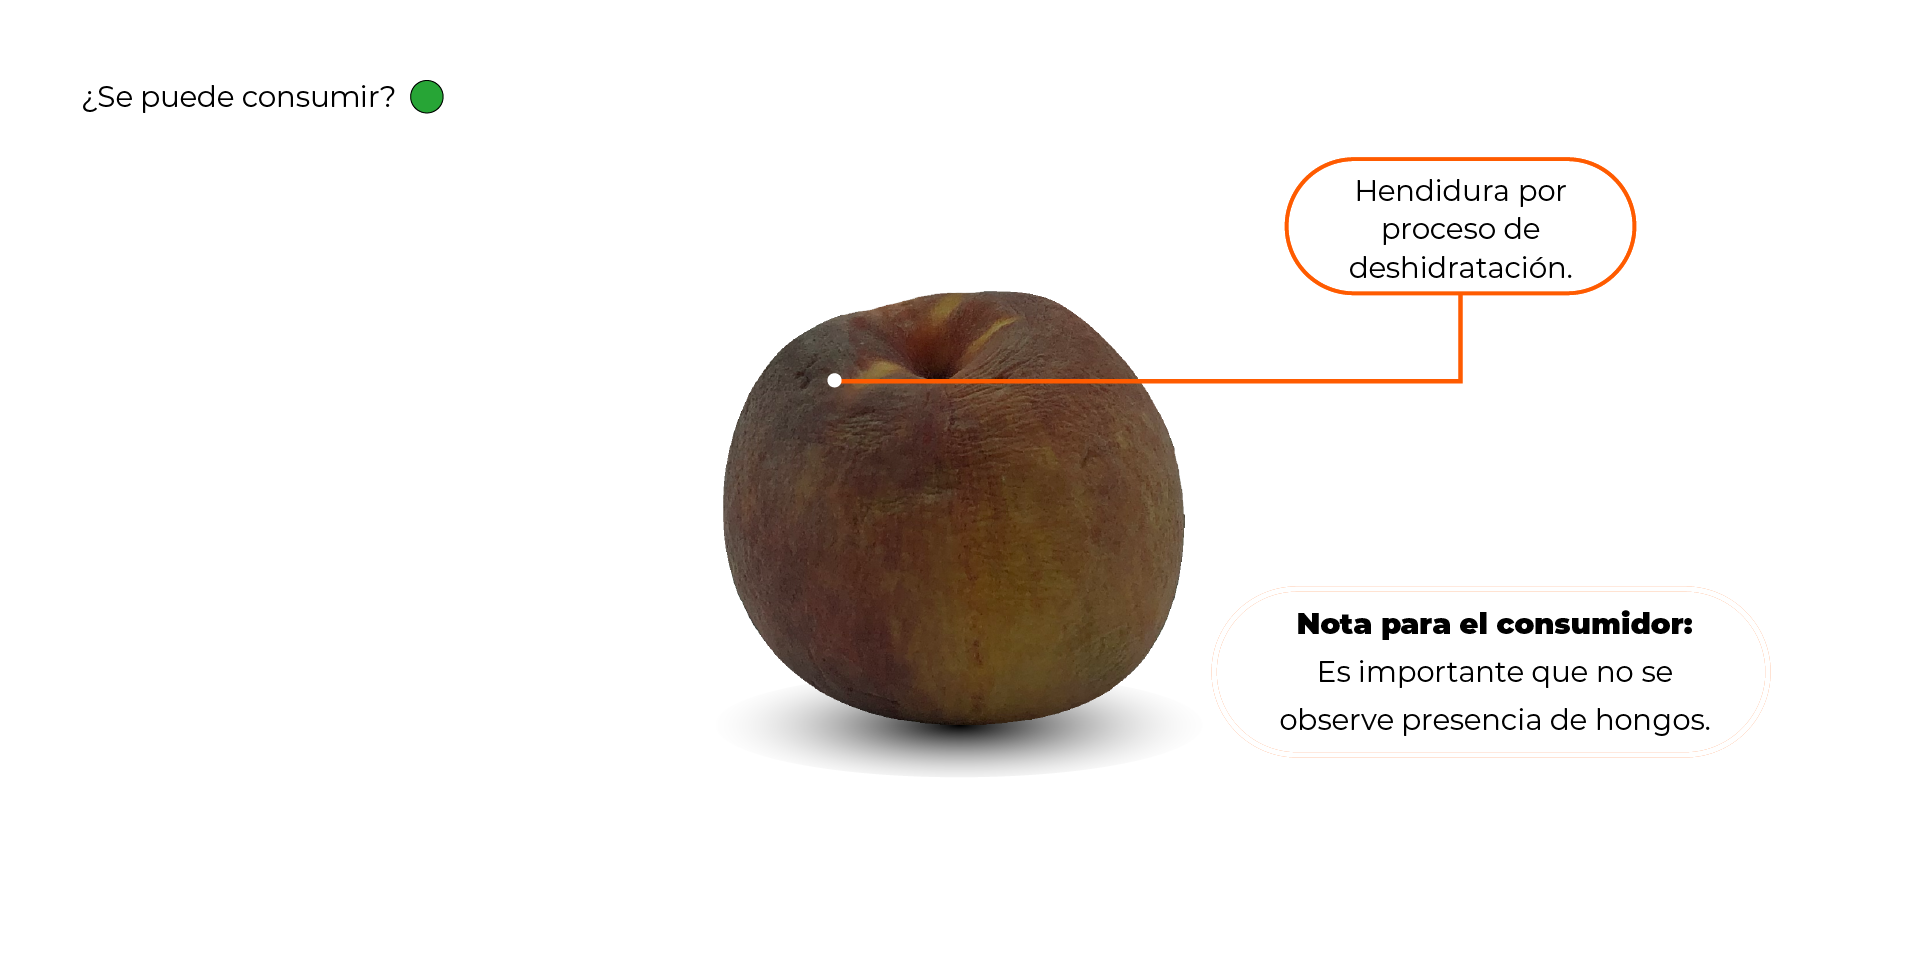 ¿Se puede consumir?
Hendidura por
proceso de
deshidratación.
Nota para el consumidor:
Es importante que no se
observe presencia de hongos.